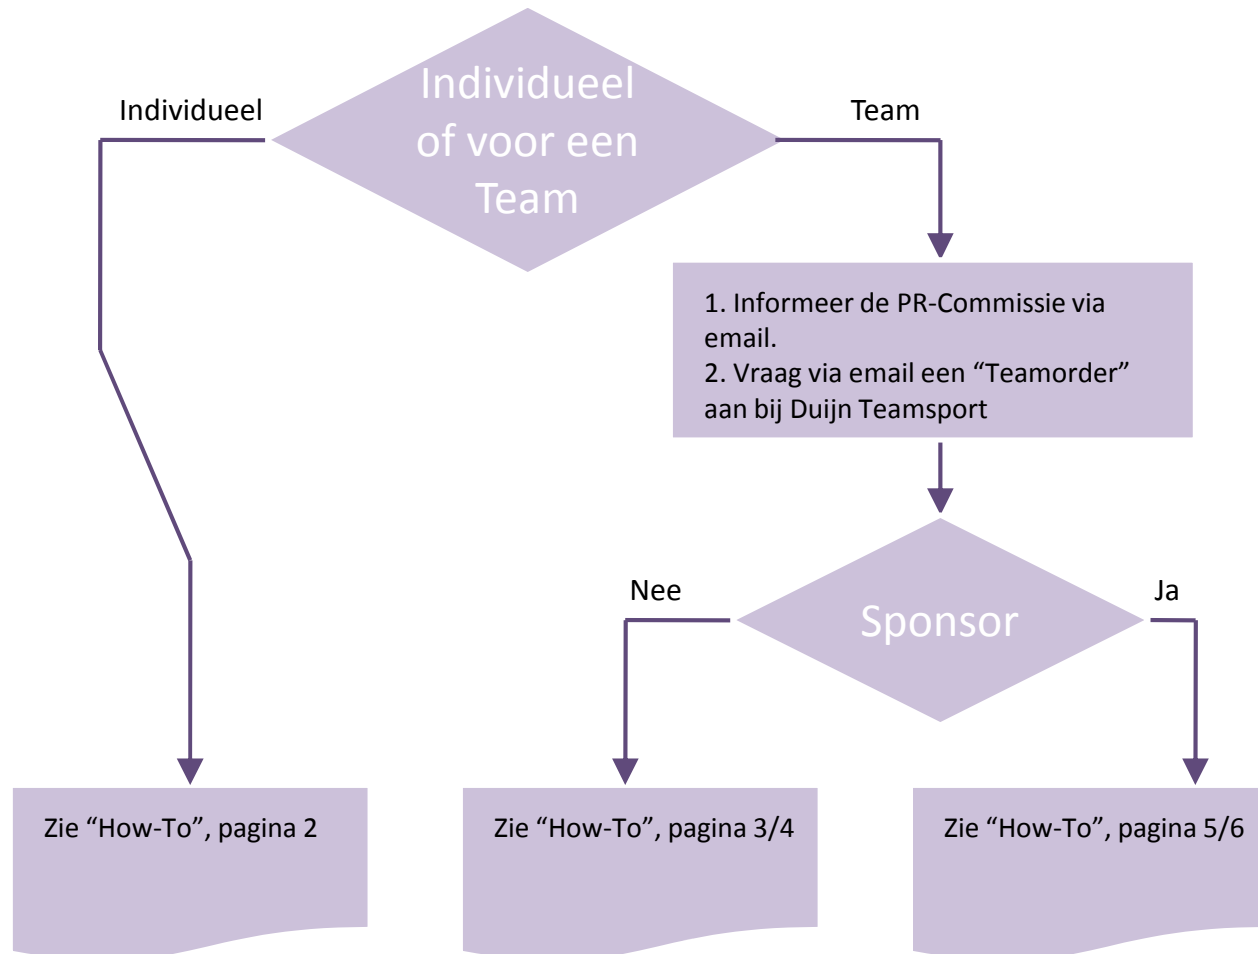 Individueel
of voor een
Team
Individueel
Team
1. Informeer de PR-Commissie via
email.
2. Vraag via email een “Teamorder”
aan bij Duijn Teamsport
Sponsor
Nee
Ja
Zie “How-To”, pagina 2
Zie “How-To”, pagina 3/4
Zie “How-To”, pagina 5/6